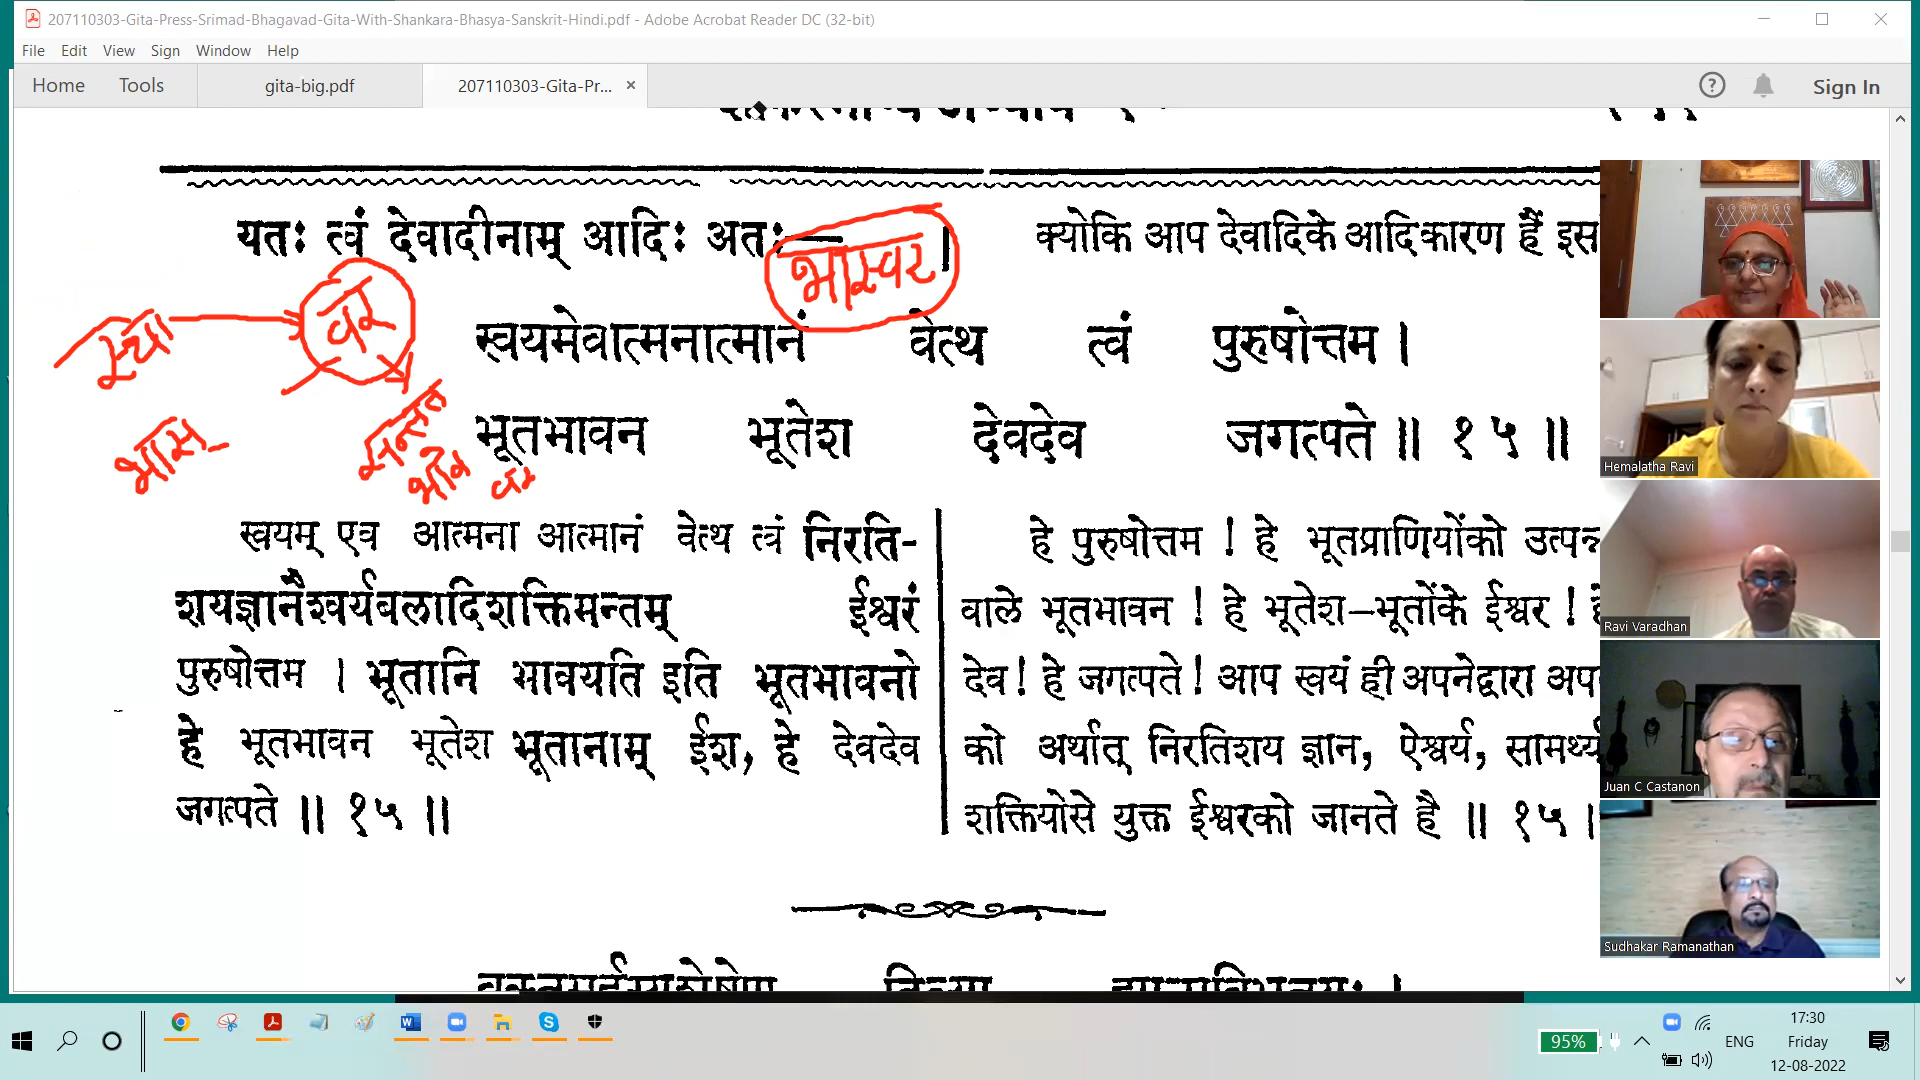 207110303-Gita-Press-Srimad-Bhagavad-Gita-With-Shankara-Bhasya-Sanskrit-Hindi.pdf - Adobe Acrobat Reader DC (32-bit)
File Edit View Sign Window Help
Home Tools gita-big.pdf 207110303-Gita-Pr... × Sign In
यतः त्वं देवादीनाम् आदिः अतः—
क्योकि आप देवादिके आदिकारण हैं इस
भास्वर
स्था वर
स्वयमेवात्मनात्मानं वेत्थ त्वं पुरुषोत्तम ।
भास्
भूतभावन भूतेश देवदेव जगत्पते ॥ १५ ॥
वर
स्वयम् एव आत्मना आत्मानं वेत्थ त्वं निरति-
शयज्ञानैश्वर्यबलादिशक्तिमन्तम् ईश्वरं
पुरुषोत्तम । भूतानि भावयति इति भूतभावनो
हे भूतभावन भूतेश भूतानाम् ईश, हे देवदेव
जगत्पते ॥ १५ ॥
हे पुरुषोत्तम ! हे भूतप्राणियोंको उत्पन्न
वाले भूतभावन ! हे भूतेश—भूतोंके ईश्वर ! हे
देव ! हे जगत्पते ! आप स्वयं ही अपनेद्वारा अप
को अर्थात् निरतिशय ज्ञान, ऐश्वर्य, सामर्थ्य
शक्तियोसे युक्त ईश्वरको जानते है ॥ १५ ॥
Hemalatha Ravi
Ravi Varadhan
Juan C Castanon
Sudhakar Ramanathan
95% ENG 17:30
Friday
12-08-2022